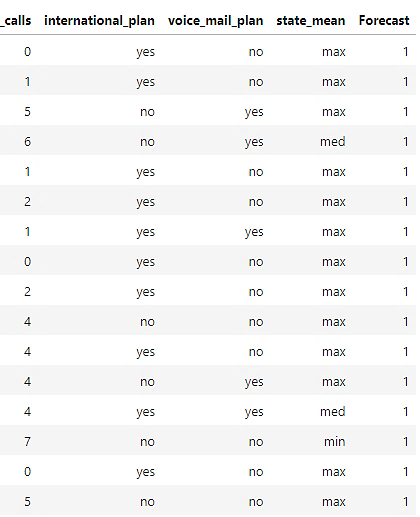 _calls international_plan voice_mail_plan state_mean Forecast
0 yes no max 1
1 yes no max 1
5 no yes max 1
6 no yes med 1
1 yes no max 1
2 yes no max 1
1 yes yes max 1
0 yes no max 1
2 yes no max 1
4 no no max 1
4 yes no max 1
4 no yes max 1
4 yes yes med 1
7 no no min 1
0 yes no max 1
5 no no max 1